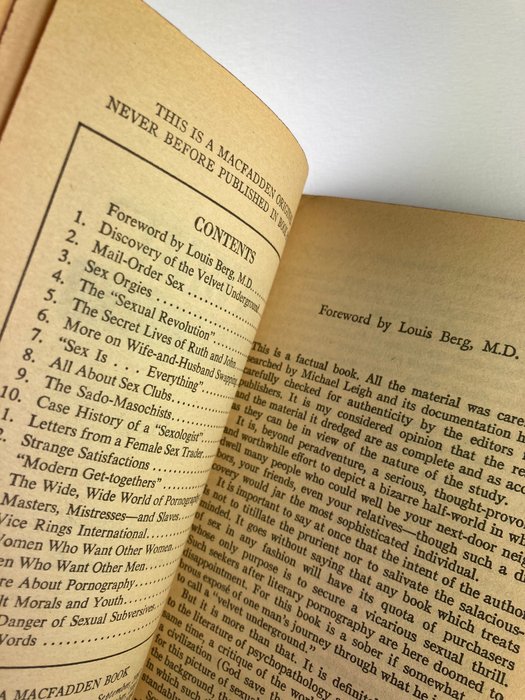 THIS IS A MACFADDEN ORIGINAL
NEVER BEFORE PUBLISHED IN
CONTENTS
Foreword by Louis Berg, M.D. ....
1. Discovery of the Velvet Underground
2. Mail-Order Sex ..........
3. Sex Orgies ..........
4. The "Sexual Revolution" ..........
5. The Secret Lives of Ruth and John ....
6. More on Wife-and-Husband Swapping
7. "Sex Is . . . Everything" ..........
8. All About Sex Clubs ..........
9. The Sado-Masochists ..........
10. Case History of a "Sexologist" ....
1. Letters from a Female Sex Trader ....
2. Strange Satisfactions ..........
"Modern Get-togethers" ..........
The Wide, Wide World of
Masters, Mistresses—and Slaves ....
Vice Rings International ..........
Women Who Want Other Women ....
en Who Want Other Men ..........
re About Pornography ..........
lt Morals and Youth ..........
Danger of Sexual Subversives ....
Words ..........
A MACFADDEN BOOK
Foreword by Louis Berg, M.D.
This is a factual book. All the material was care
searched by Michael Leigh and its documentation
carefully checked for authenticity by the editors
publishers. It is my considered opinion that the
and the material it dredged are as complete and as
as they can be in view of the nature of the study.
It is, beyond peradventure, a serious, thought-provo
and worthwhile effort to depict a bizarre half-world in
dwell many people who could well be your next-door
bors, your friends, even your relatives—though such a
covery would jar the most sophisticated individual.
It is important to say at once that the intent of the
is not to titillate the prurient nor to salivate the salacious
minded. It goes without saying that any book which treats
of sex in any fashion will have its quota of purchasers
whose only purpose is to secure a vicarious sexual thrill.
Such seekers after literary pornography are here doomed to
disappointment. For this book is a sober if somewhat
brous exposé of one man's journey through what he
to call a "velvet underground."
But it is more than that. It is
to the literature of psychopathology
same time, a critique of
civilization (God save the
for this picture of
the background,
in which such
standable